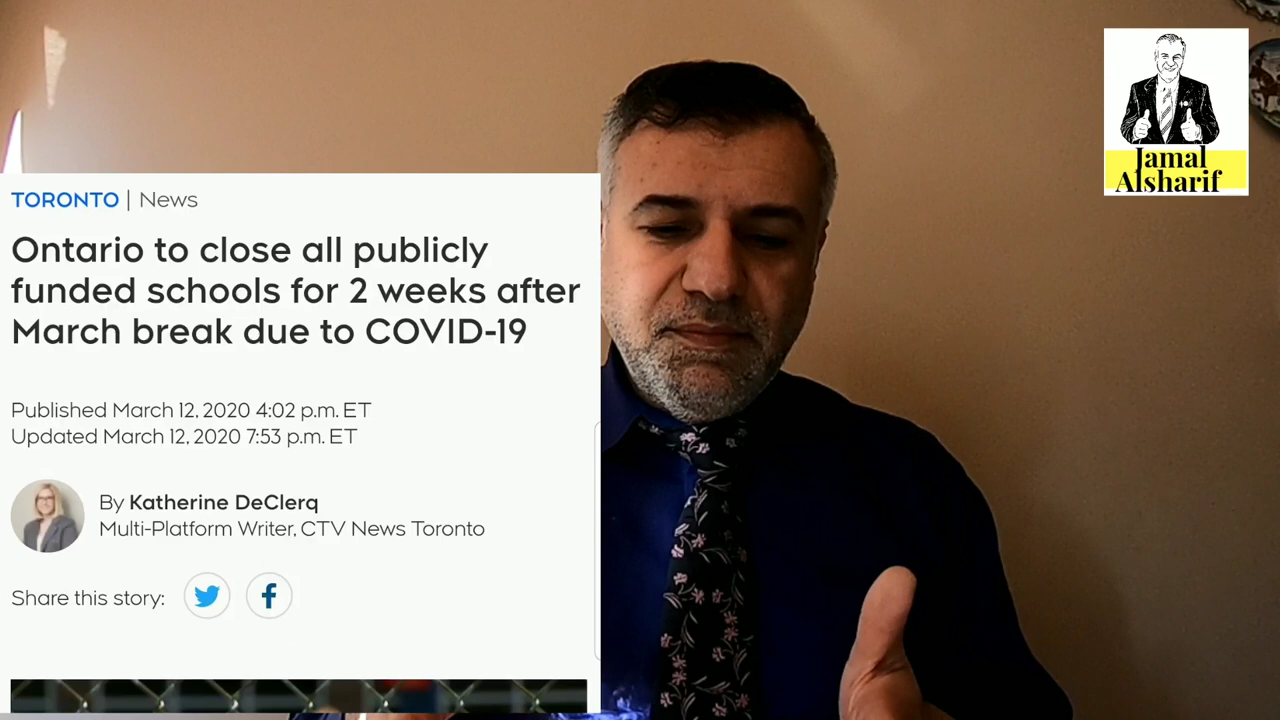 TORONTO | News
Ontario to close all publicly
funded schools for 2 weeks after
March break due to COVID-19
Published March 12, 2020 4:02 p.m. ET
Updated March 12, 2020 7:53 p.m. ET
By Katherine DeClerq
Multi-Platform Writer, CTV News Toronto
Share this story:
Jamal
Alsharif